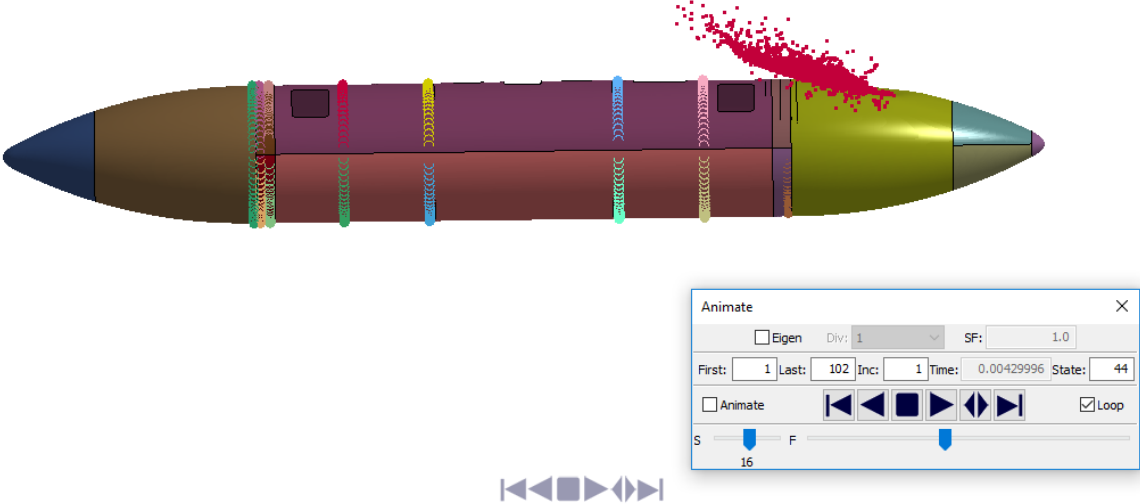 Animate
Eigen Div: 1 SF: 1.0
First: 1 Last: 102 Inc: 1 Time: 0.00429996 State: 44
Animate Loop
S F
16